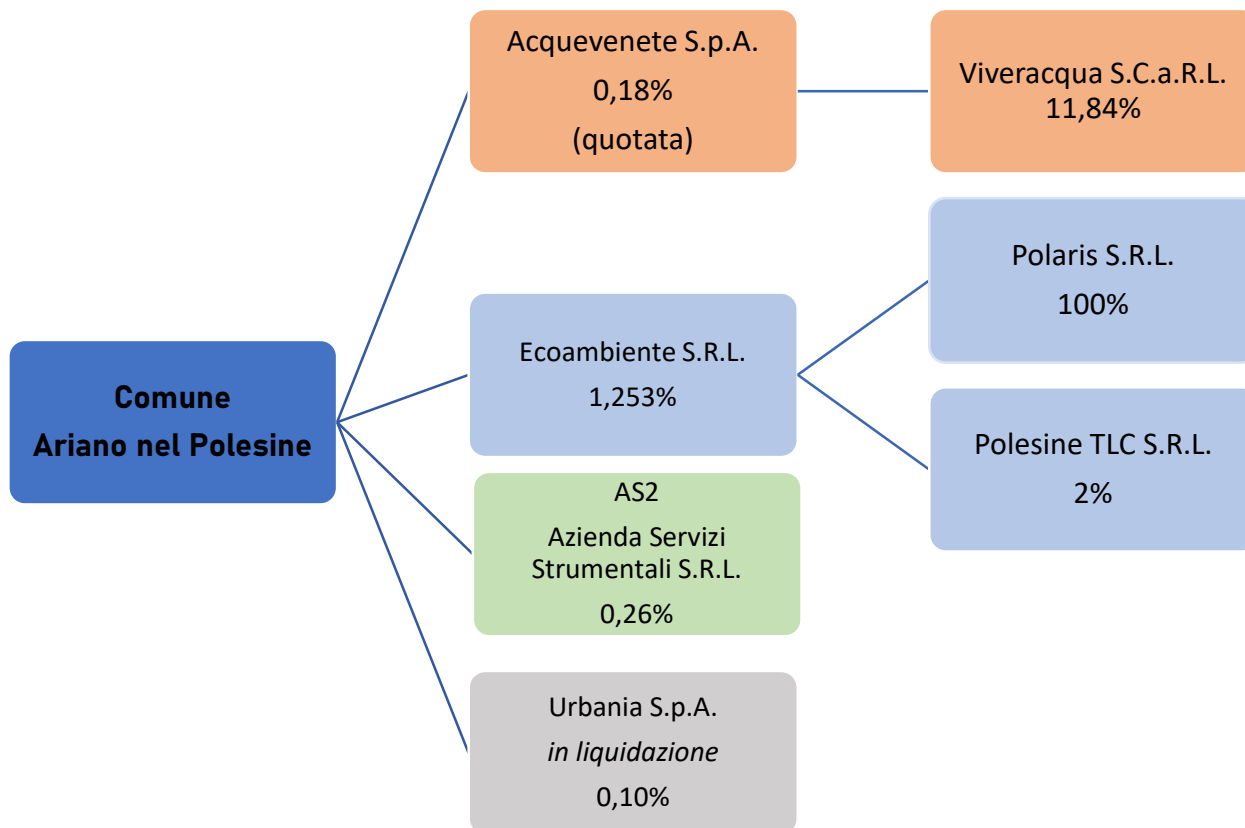 Acquevenete S.p.A.
0,18%
(quotata)
Viveracqua S.C.a.R.L.
11,84%
Polaris S.R.L.
100%
Ecoambiente S.R.L.
1,253%
Comune
Ariano nel Polesine
Polesine TLC S.R.L.
2%
AS2
Azienda Servizi
Strumentali S.R.L.
0,26%
Urbania S.p.A.
in liquidazione
0,10%